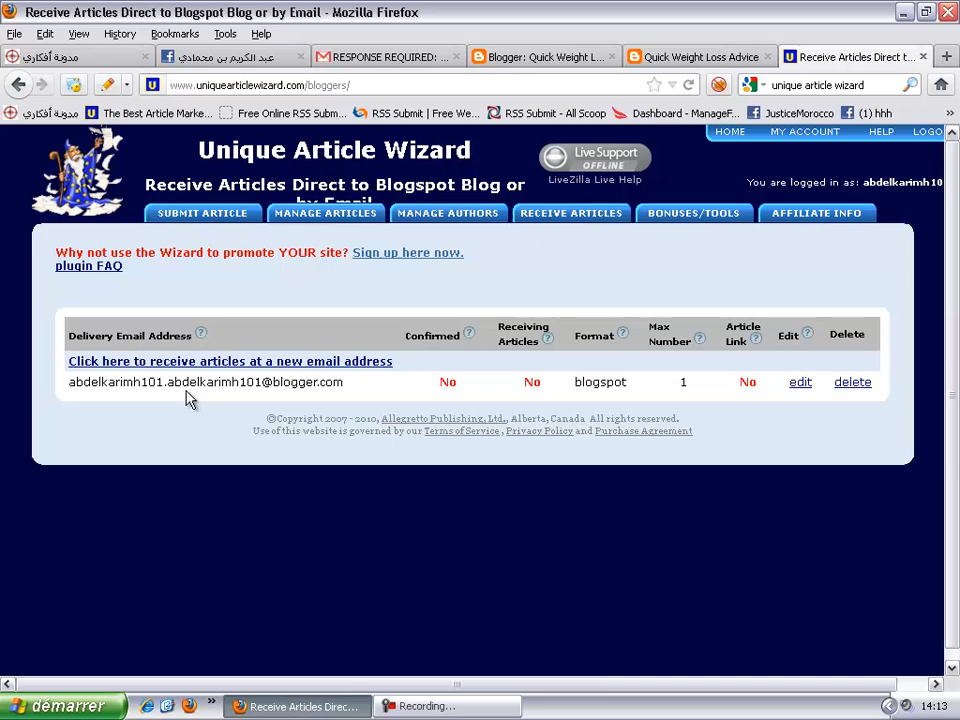 Receive Articles Direct to Blogspot Blog or by Email - Mozilla Firefox
File Edit View History Bookmarks Tools Help
مدونة أفكاري
عبد الكريم بن محمادي
RESPONSE REQUIRED: ...
Blogger: Quick Weight L...
Quick Weight Loss Advice
Receive Articles Direct t...
www.uniquearticlewizard.com/bloggers/
unique article wizard
مدونة أفكاري
The Best Article Marke...
Free Online RSS Subm...
RSS Submit | Free We...
RSS Submit - All Scoop
Dashboard - ManageF...
JusticeMorocco
(1) hhh
HOME MY ACCOUNT HELP LOGO
Unique Article Wizard
Live Support
OFFLINE
LiveZilla Live Help
Receive Articles Direct to Blogspot Blog or
by Email
You are logged in as: abdelkarimh10
SUBMIT ARTICLE MANAGE ARTICLES MANAGE AUTHORS RECEIVE ARTICLES BONUSES/TOOLS AFFILIATE INFO
Why not use the Wizard to promote YOUR site? Sign up here now.
plugin FAQ
Delivery Email Address ? Confirmed ? Receiving Articles ? Format ? Max Number ? Article Link ? Edit ? Delete
Click here to receive articles at a new email address
abdelkarimh101.abdelkarimh101@blogger.com No No blogspot 1 No edit delete
©Copyright 2007 - 2010, Allegretto Publishing, Ltd., Alberta, Canada All rights reserved.
Use of this website is governed by our Terms of Service , Privacy Policy and Purchase Agreement
démarrer
Receive Articles Direc...
Recording...
14:13